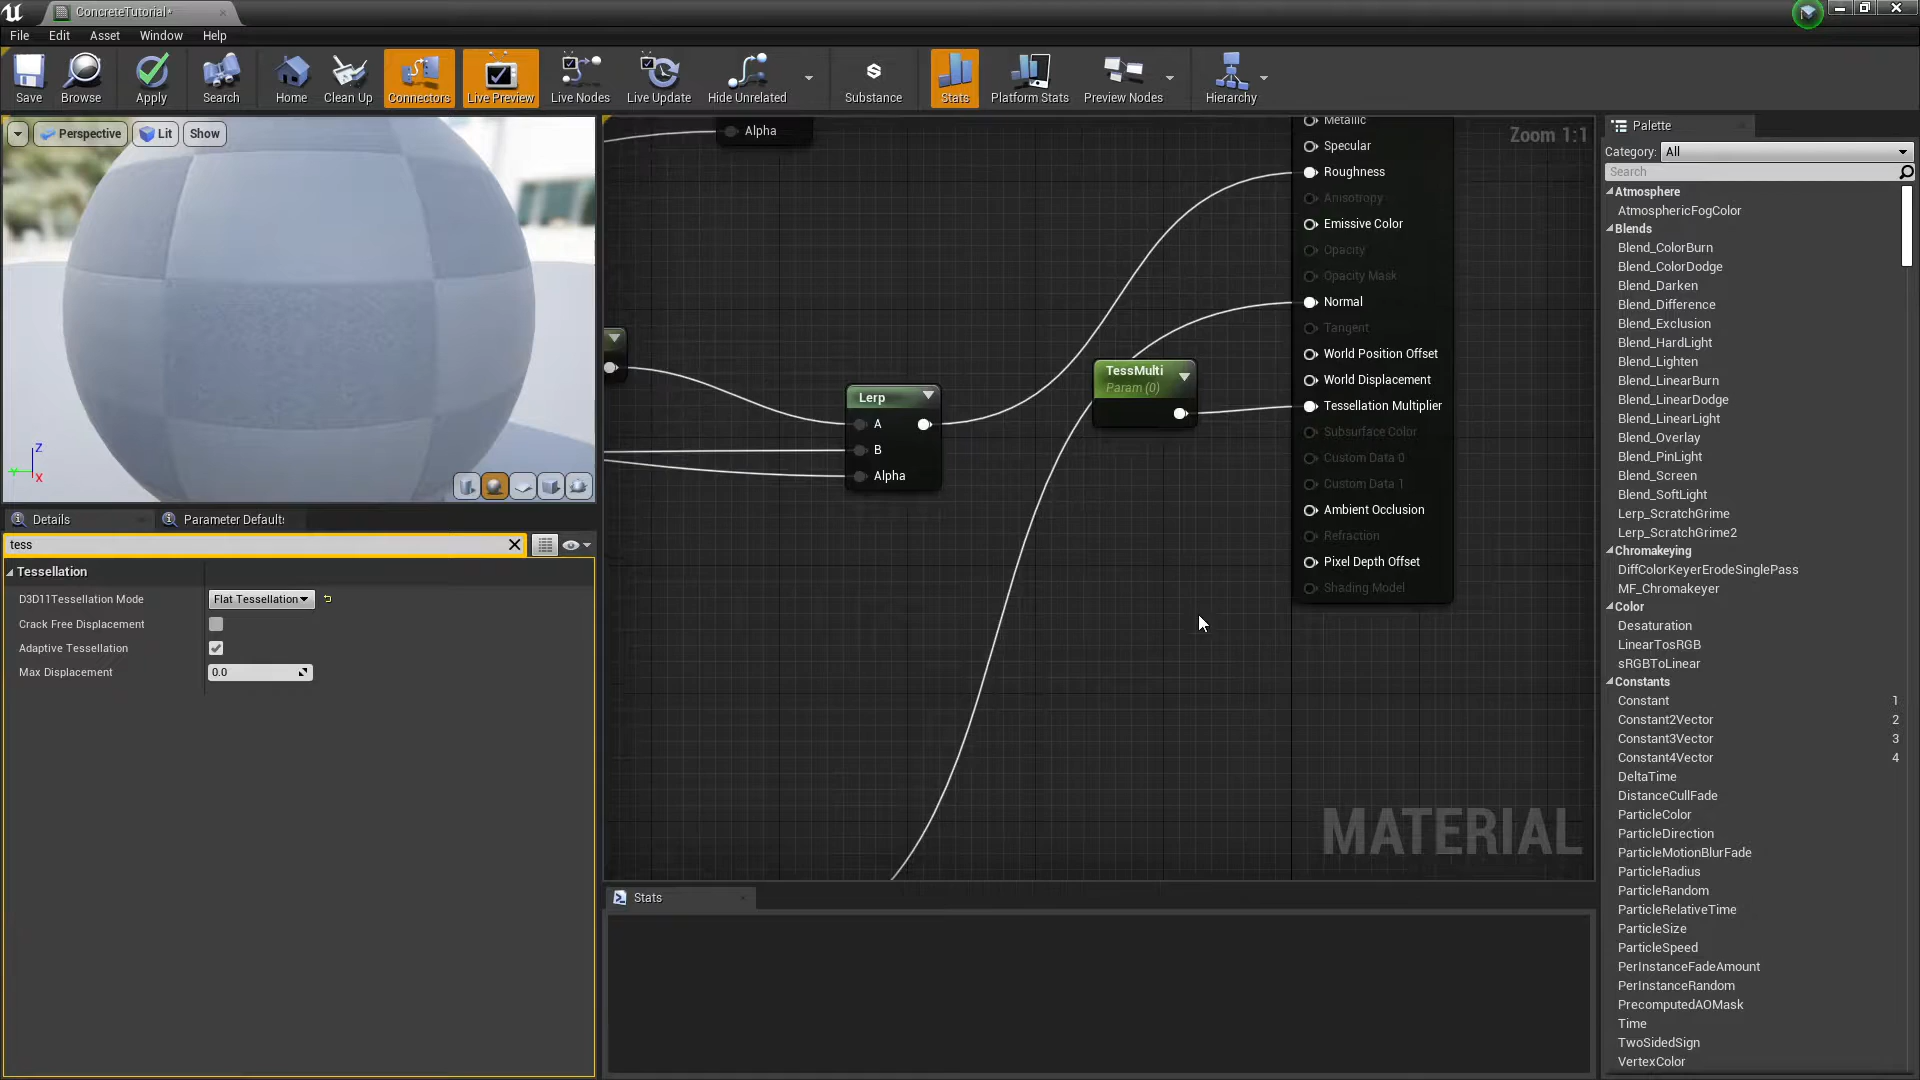 ConcreteTutorial*
File Edit Asset Window Help
Save Browse Apply Search Home Clean Up Connectors Live Preview Live Nodes Live Update Hide Unrelated Substance Stats Platform Stats Preview Nodes Hierarchy
Perspective Lit Show
Z
Y
X
Details Parameter Defaults
tess
Tessellation
D3D11Tessellation Mode Flat Tessellation
Crack Free Displacement
Adaptive Tessellation
Max Displacement 0.0
Zoom 1:1
Alpha
Lerp
A
B
Alpha
TessMulti
Param (0)
Metallic
Specular
Roughness
Anisotropy
Emissive Color
Opacity
Opacity Mask
Normal
Tangent
World Position Offset
World Displacement
Tessellation Multiplier
Subsurface Color
Custom Data 0
Custom Data 1
Ambient Occlusion
Refraction
Pixel Depth Offset
Shading Model
MATERIAL
Stats
Palette
Category: All
Search
Atmosphere
AtmosphericFogColor
Blends
Blend_ColorBurn
Blend_ColorDodge
Blend_Darken
Blend_Difference
Blend_Exclusion
Blend_HardLight
Blend_Lighten
Blend_LinearBurn
Blend_LinearDodge
Blend_LinearLight
Blend_Overlay
Blend_PinLight
Blend_Screen
Blend_SoftLight
Lerp_ScratchGrime
Lerp_ScratchGrime2
Chromakeying
DiffColorKeyerErodeSinglePass
MF_Chromakeyer
Color
Desaturation
LinearTosRGB
sRGBToLinear
Constants
Constant 1
Constant2Vector 2
Constant3Vector 3
Constant4Vector 4
DeltaTime
DistanceCullFade
ParticleColor
ParticleDirection
ParticleMotionBlurFade
ParticleRadius
ParticleRandom
ParticleRelativeTime
ParticleSize
ParticleSpeed
PerInstanceFadeAmount
PerInstanceRandom
PrecomputedAOMask
Time
TwoSidedSign
VertexColor